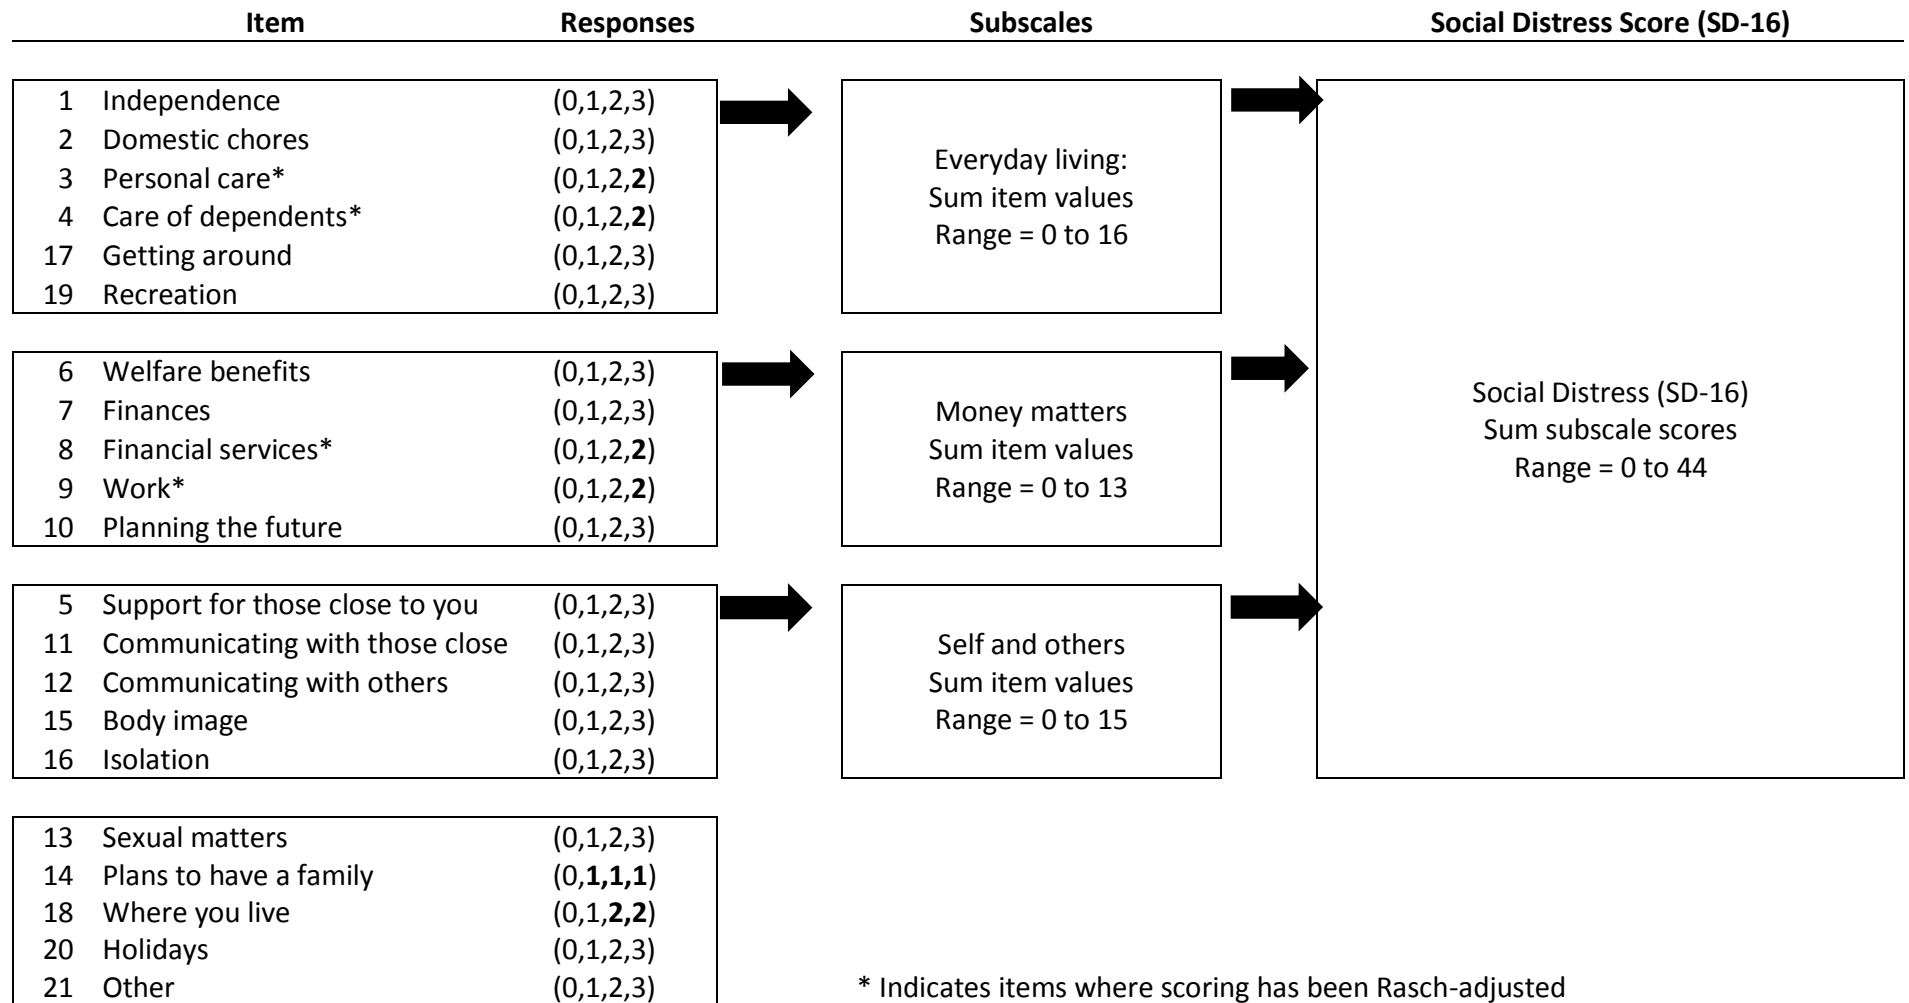 Item Responses Subscales Social Distress Score (SD-16)
1 Independence (0,1,2,3)
2 Domestic chores (0,1,2,3)
3 Personal care* (0,1,2,2)
4 Care of dependents* (0,1,2,2)
17 Getting around (0,1,2,3)
19 Recreation (0,1,2,3)
Everyday living:
Sum item values
Range = 0 to 16
6 Welfare benefits (0,1,2,3)
7 Finances (0,1,2,3)
8 Financial services* (0,1,2,2)
9 Work* (0,1,2,2)
10 Planning the future (0,1,2,3)
Money matters
Sum item values
Range = 0 to 13
5 Support for those close to you (0,1,2,3)
11 Communicating with those close (0,1,2,3)
12 Communicating with others (0,1,2,3)
15 Body image (0,1,2,3)
16 Isolation (0,1,2,3)
Self and others
Sum item values
Range = 0 to 15
Social Distress (SD-16)
Sum subscale scores
Range = 0 to 44
13 Sexual matters (0,1,2,3)
14 Plans to have a family (0,1,1,1)
18 Where you live (0,1,2,2)
20 Holidays (0,1,2,3)
21 Other (0,1,2,3)
* Indicates items where scoring has been Rasch-adjusted